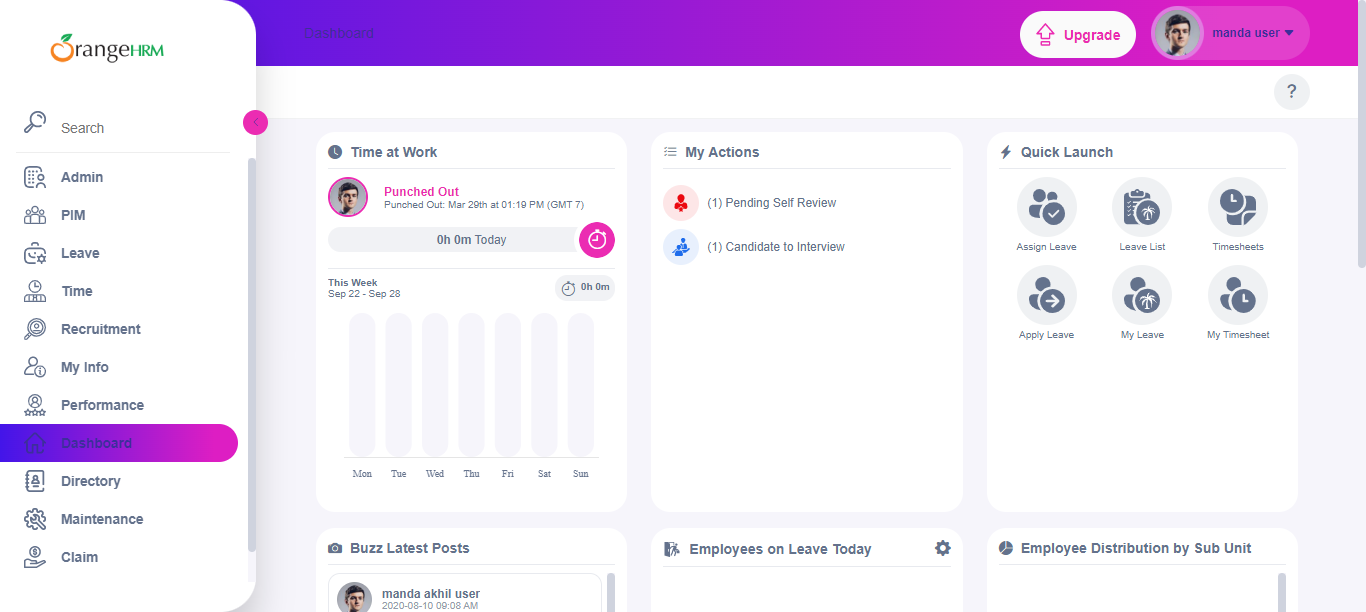 OrangeHRM
Search
Admin
PIM
Leave
Time
Recruitment
My Info
Performance
Dashboard
Directory
Maintenance
Claim
Dashboard
Upgrade
manda user
?
Time at Work
Punched Out
Punched Out: Mar 29th at 01:19 PM (GMT 7)
0h 0m Today
This Week
Sep 22 - Sep 28
0h 0m
Mon Tue Wed Thu Fri Sat Sun
My Actions
(1) Pending Self Review
(1) Candidate to Interview
Quick Launch
Assign Leave
Leave List
Timesheets
Apply Leave
My Leave
My Timesheet
Buzz Latest Posts
manda akhil user
2020-08-10 09:08 AM
Employees on Leave Today
Employee Distribution by Sub Unit